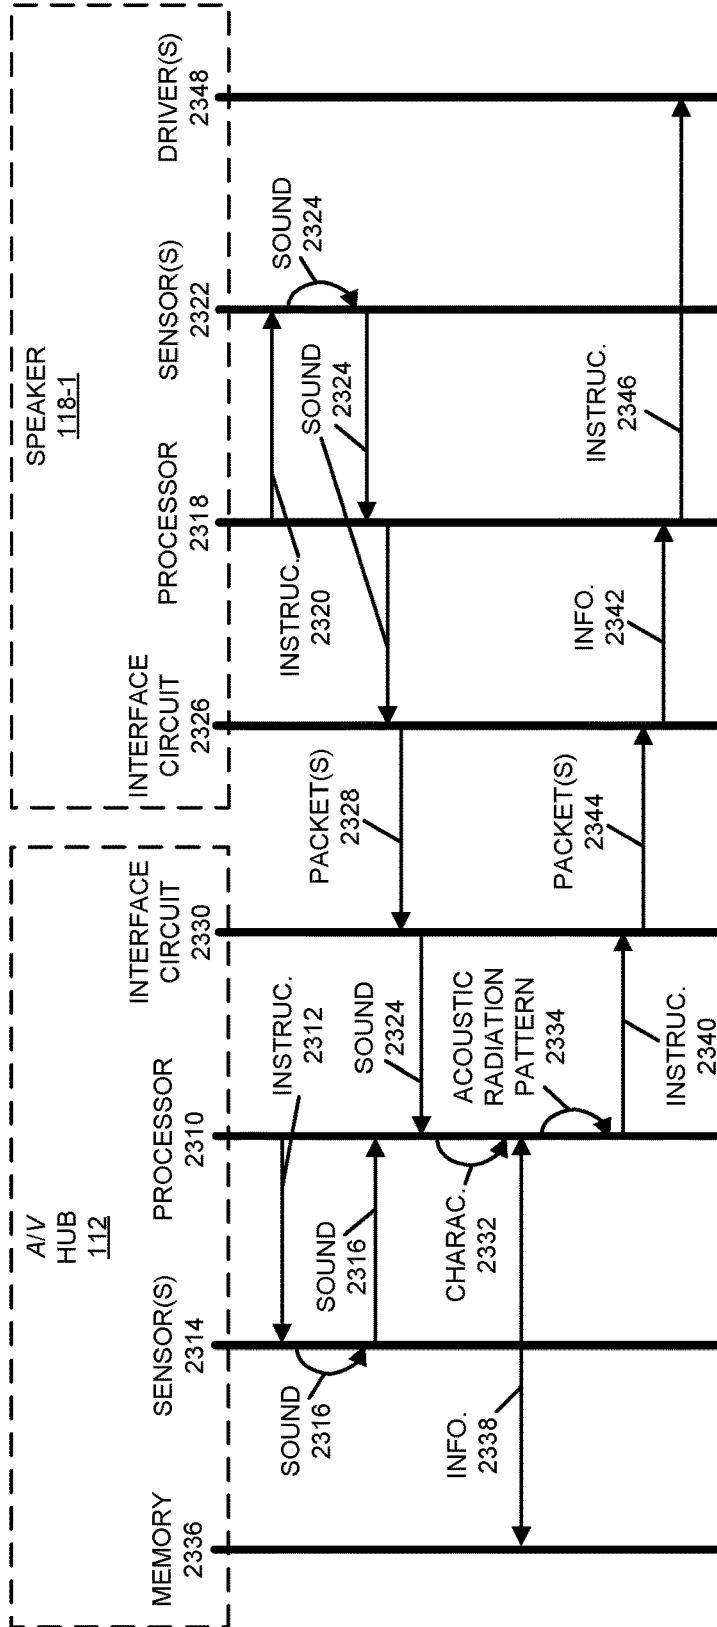 A/V
HUB
112
SPEAKER
118-1
MEMORY
2336
SENSOR(S)
2314
PROCESSOR
2310
INTERFACE
CIRCUIT
2330
INTERFACE
CIRCUIT
2326
PROCESSOR
2318
SENSOR(S)
2322
DRIVER(S)
2348
INSTRUC.
2312
SOUND
2316
SOUND
2316
INSTRUC.
2320
SOUND
2324
SOUND
2324
PACKET(S)
2328
SOUND
2324
CHARAC.
2332
INFO.
2338
ACOUSTIC
RADIATION
PATTERN
2334
INSTRUC.
2340
PACKET(S)
2344
INFO.
2342
INSTRUC.
2346